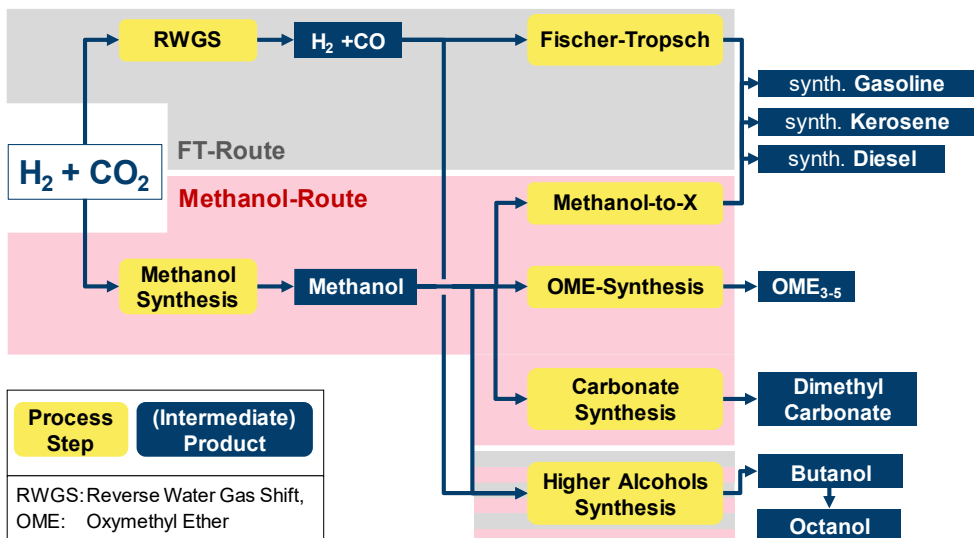 RWGS
H₂ +CO
Fischer-Tropsch
synth. Gasoline
synth. Kerosene
synth. Diesel
FT-Route
H₂ + CO₂
Methanol-Route
Methanol-to-X
Methanol
Synthesis
Methanol
OME-Synthesis
OME₃₋₅
Carbonate
Synthesis
Dimethyl
Carbonate
Higher Alcohols
Synthesis
Butanol
Octanol
Process
Step
(Intermediate)
Product
RWGS: Reverse Water Gas Shift,
OME: Oxymethyl Ether